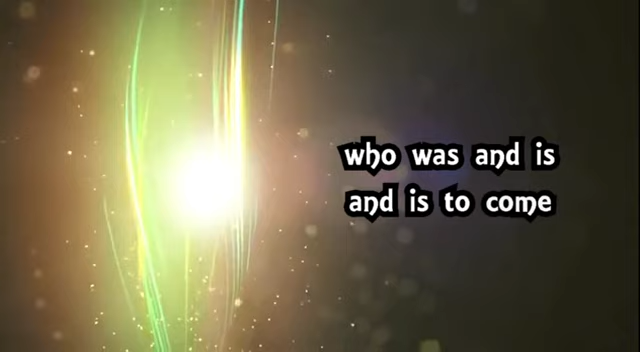 who was and is
and is to come